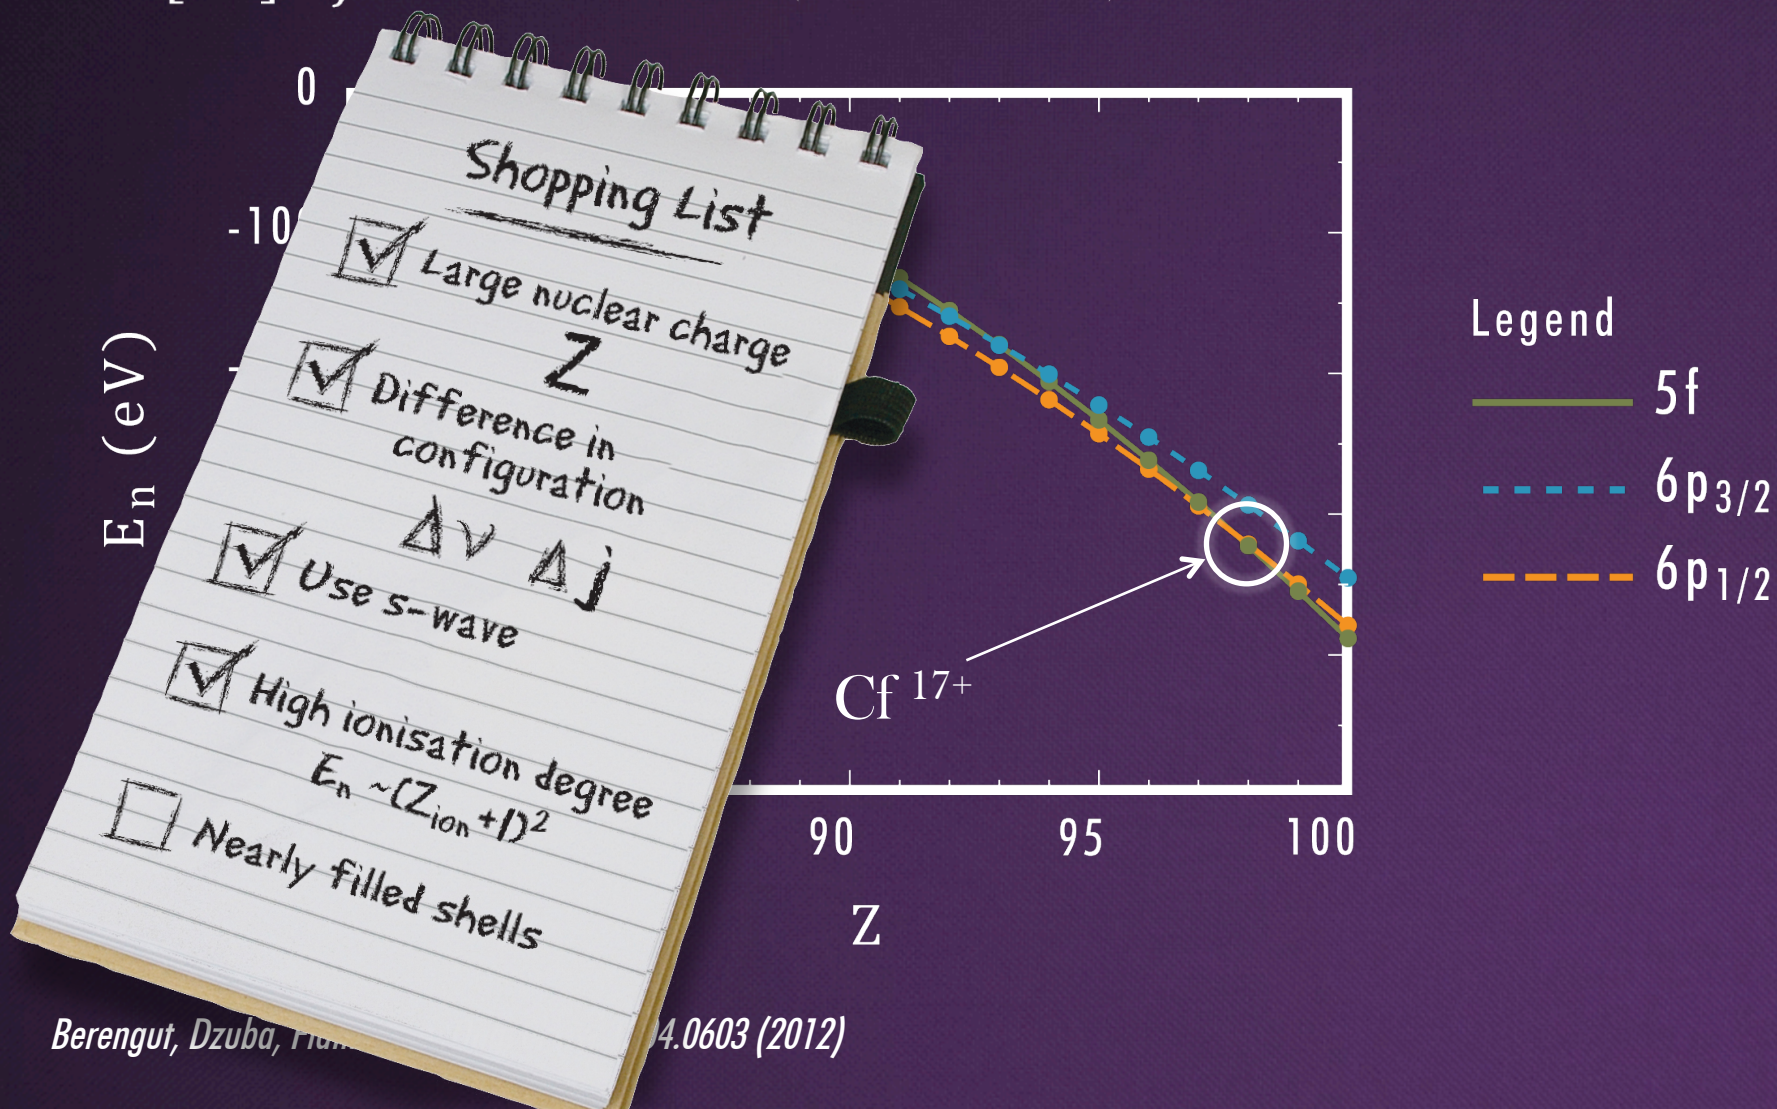 0
-10
Shopping List
Large nuclear charge
Z
Difference in
configuration
Δν Δj
Use s-wave
High ionisation degree
Eₙ ~(Z_ion +1)²
Nearly filled shells
Eₙ (eV)
Cf 17+
90 95 100
Z
Legend
5f
6p3/2
6p1/2
Berengut, Dzuba, 4.0603 (2012)